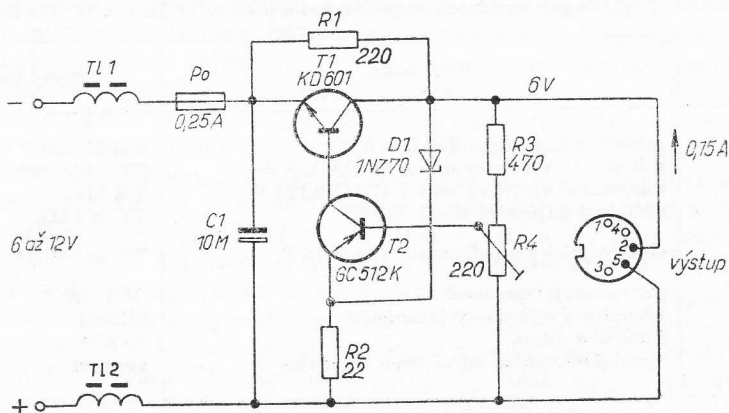 R1
220
T1
KD601
Tl 1
Po
0,25A
−
6V
D1
1NZ70
R3
470
0,15A
C1
10M
6 až 12V
T2
GC512K
R4
220
1
4
2
5
3
výstup
R2
22
Tl 2
+